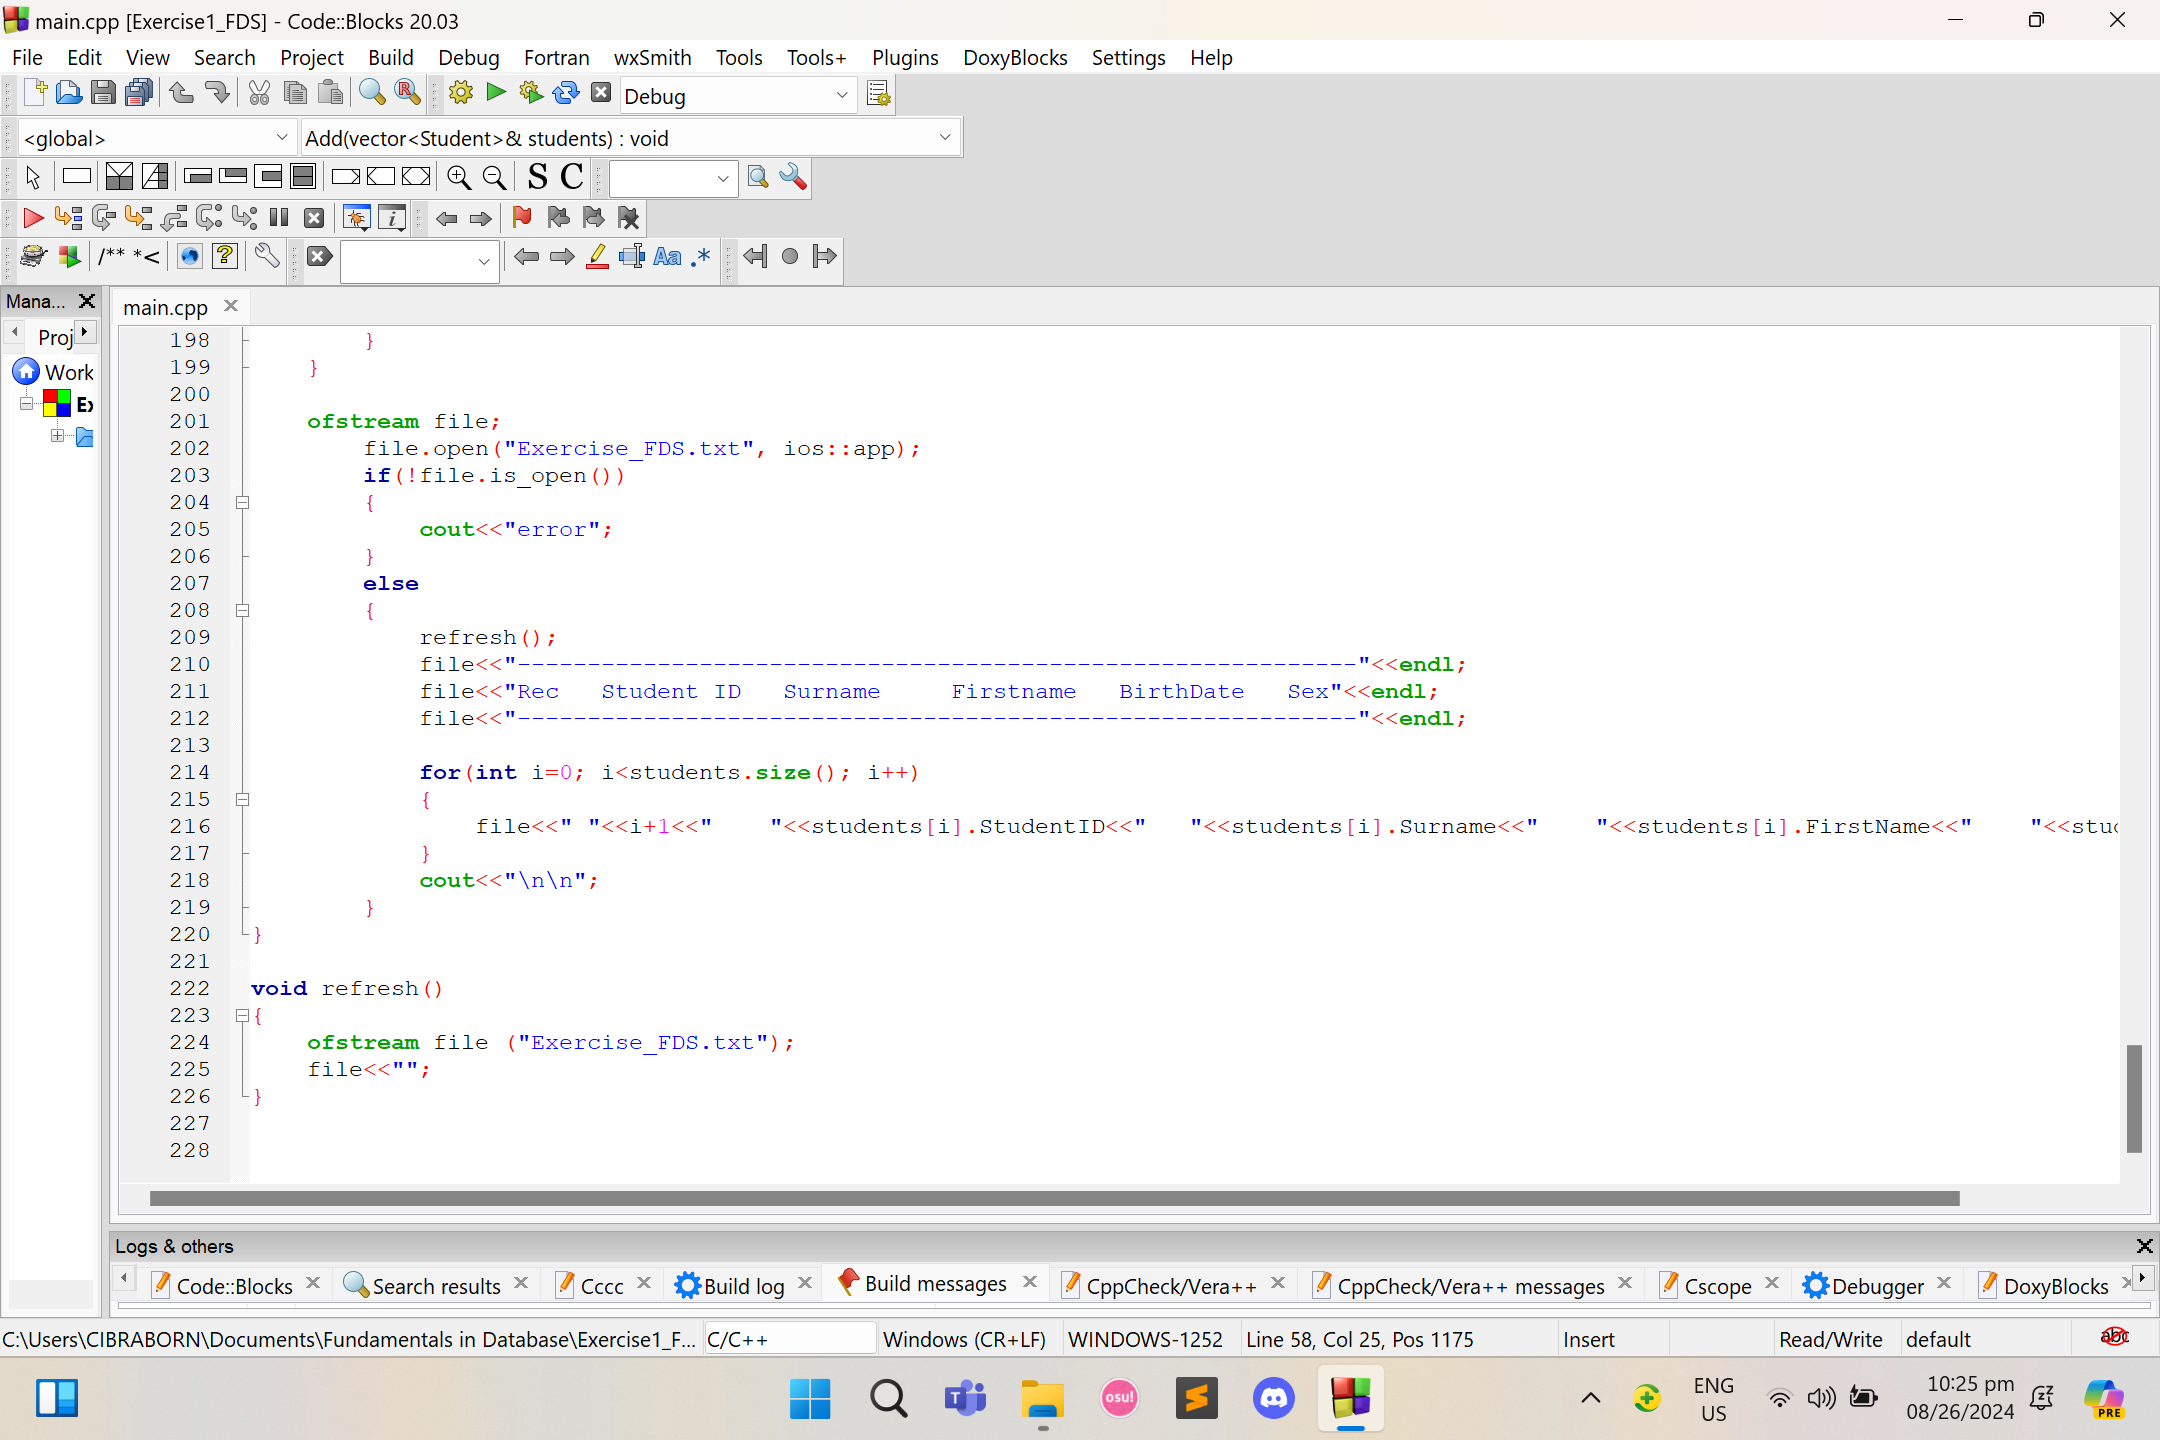 main.cpp [Exercise1_FDS] - Code::Blocks 20.03
File Edit View Search Project Build Debug Fortran wxSmith Tools Tools+ Plugins DoxyBlocks Settings Help
Debug
<global> Add(vector<Student>& students) : void
S C
/** *< Aa .*
Mana...
main.cpp
Proj
Work
Ex
198 }
199 }
200
201 ofstream file;
202 file.open("Exercise_FDS.txt", ios::app);
203 if(!file.is_open())
204 {
205 cout<<"error";
206 }
207 else
208 {
209 refresh();
210 file<<"------------------------------------------------------------"<<endl;
211 file<<"Rec   Student ID   Surname     Firstname   BirthDate   Sex"<<endl;
212 file<<"------------------------------------------------------------"<<endl;
213
214 for(int i=0; i<students.size(); i++)
215 {
216 file<<" "<<i+1<<"    "<<students[i].StudentID<<"   "<<students[i].Surname<<"    "<<students[i].FirstName<<"    "<<stud
217 }
218 cout<<"\n\n";
219 }
220 }
221
222 void refresh()
223 {
224 ofstream file ("Exercise_FDS.txt");
225 file<<"";
226 }
227
228
Logs & others
Code::Blocks Search results Cccc Build log Build messages CppCheck/Vera++ CppCheck/Vera++ messages Cscope Debugger DoxyBlocks
C:\Users\CIBRABORN\Documents\Fundamentals in Database\Exercise1_F... C/C++ Windows (CR+LF) WINDOWS-1252 Line 58, Col 25, Pos 1175 Insert Read/Write default abc
osu!
ENG
US
10:25 pm
08/26/2024
PRE